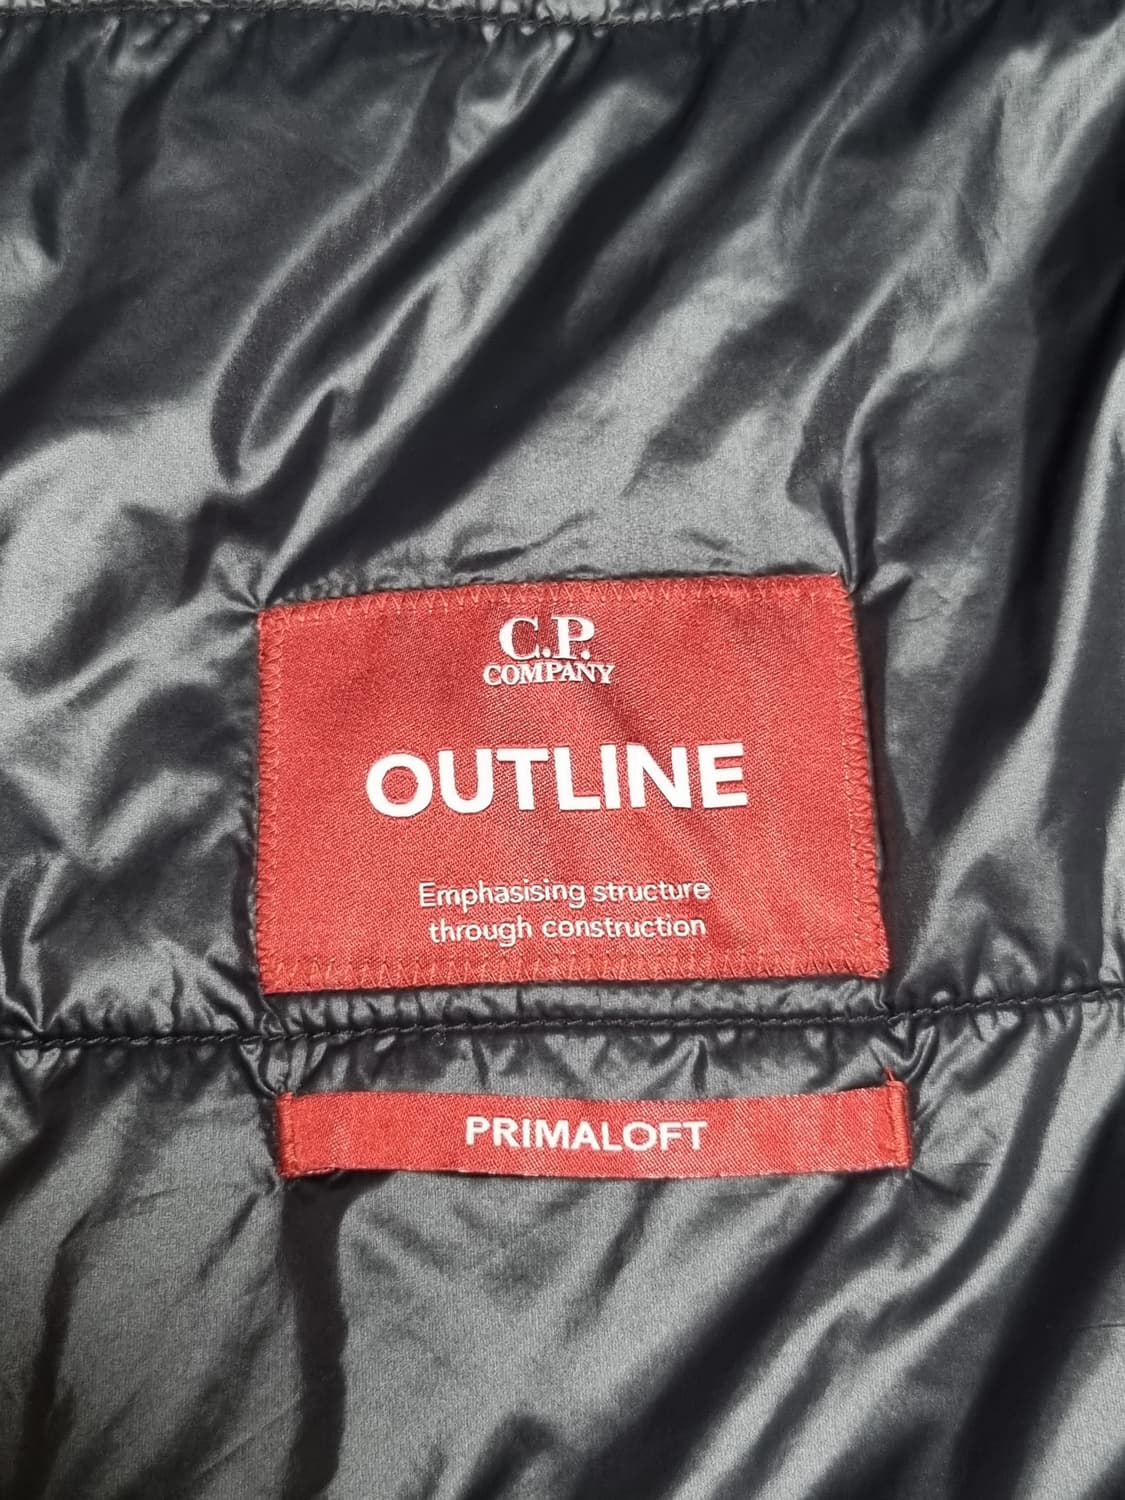 C.P.
COMPANY
OUTLINE
Emphasising structure
through construction
PRIMALOFT